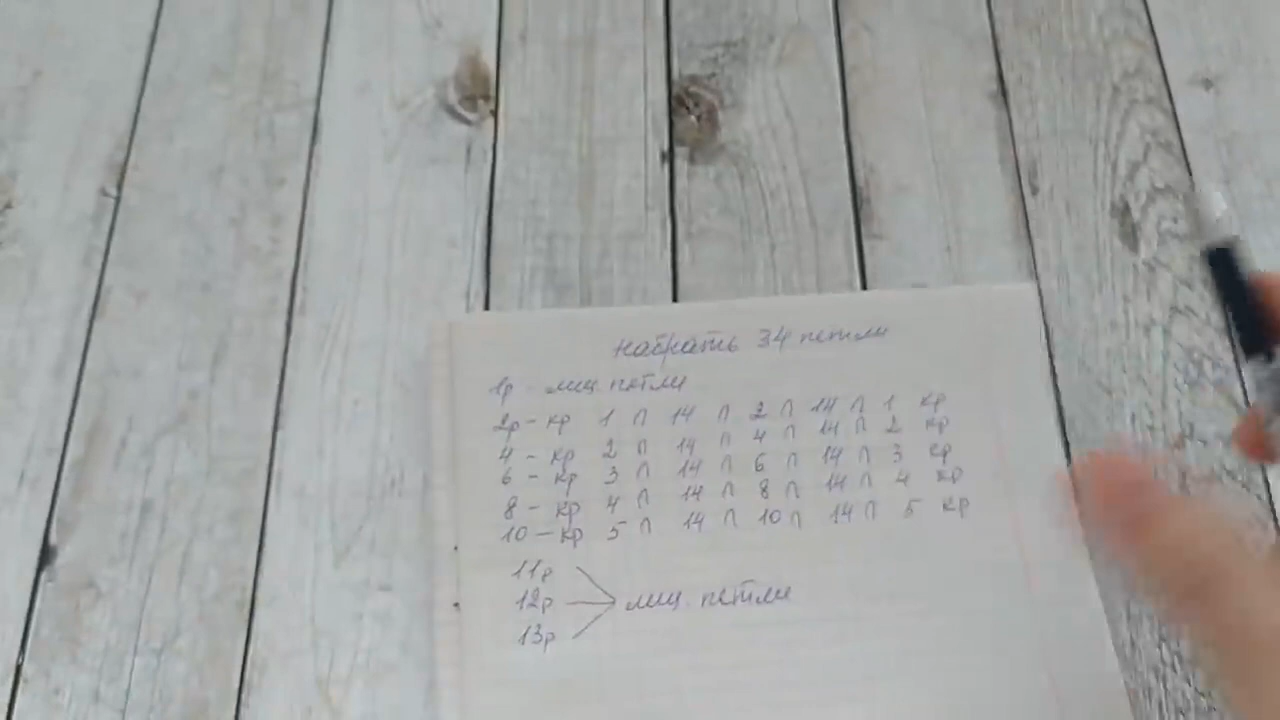 набрать 34 петли
1р - лиц. петли
2р - кр 1 ∩ 14 ∩ 2 ∩ 14 ∩ 1 кр
4 - кр 2 ∩ 14 ∩ 4 ∩ 14 ∩ 2 кр
6 - кр 3 ∩ 14 ∩ 6 ∩ 14 ∩ 3 кр
8 - кр 4 ∩ 14 ∩ 8 ∩ 14 ∩ 4 кр
10 - кр 5 ∩ 14 ∩ 10 ∩ 14 ∩ 5 кр
11р
12р — лиц. петли
13р